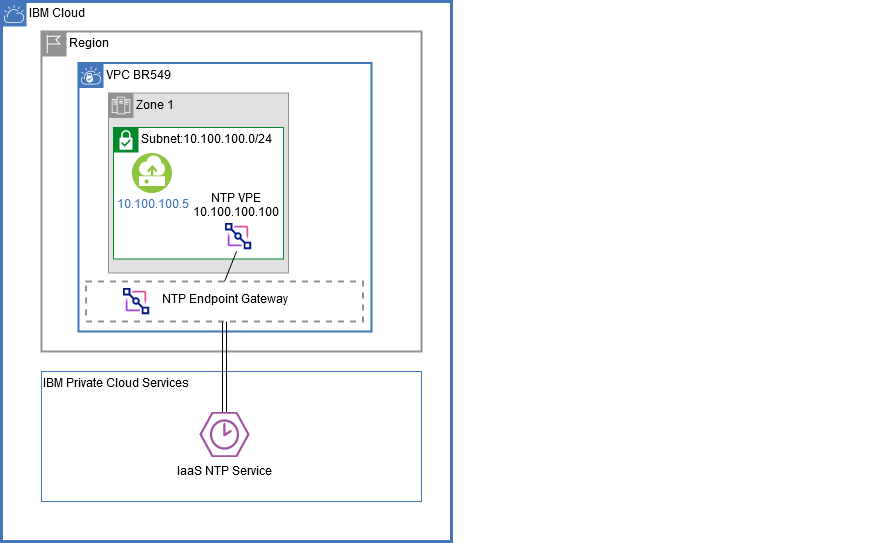 IBM Cloud
Region
VPC BR549
Zone 1
Subnet:10.100.100.0/24
10.100.100.5
NTP VPE
10.100.100.100
NTP Endpoint Gateway
IBM Private Cloud Services
IaaS NTP Service